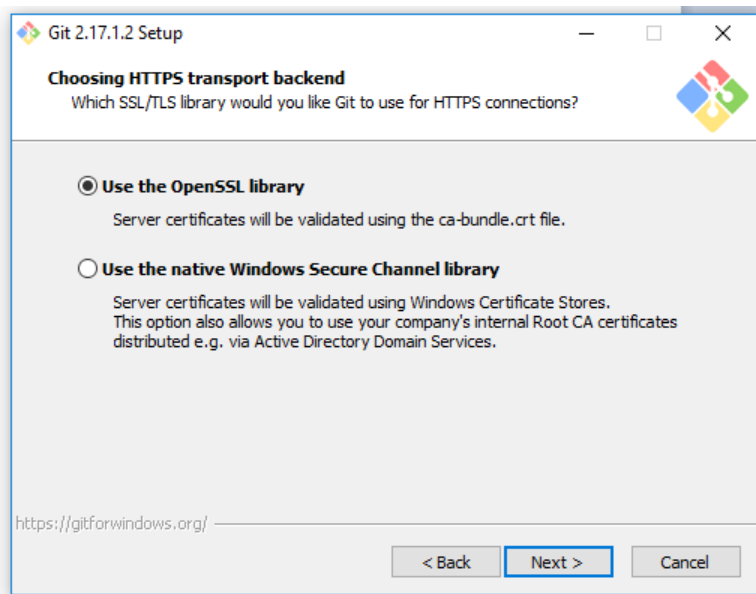 Git 2.17.1.2 Setup
Choosing HTTPS transport backend
Which SSL/TLS library would you like Git to use for HTTPS connections?
Use the OpenSSL library
Server certificates will be validated using the ca-bundle.crt file.
Use the native Windows Secure Channel library
Server certificates will be validated using Windows Certificate Stores.
This option also allows you to use your company's internal Root CA certificates
distributed e.g. via Active Directory Domain Services.
https://gitforwindows.org/
< Back Next > Cancel